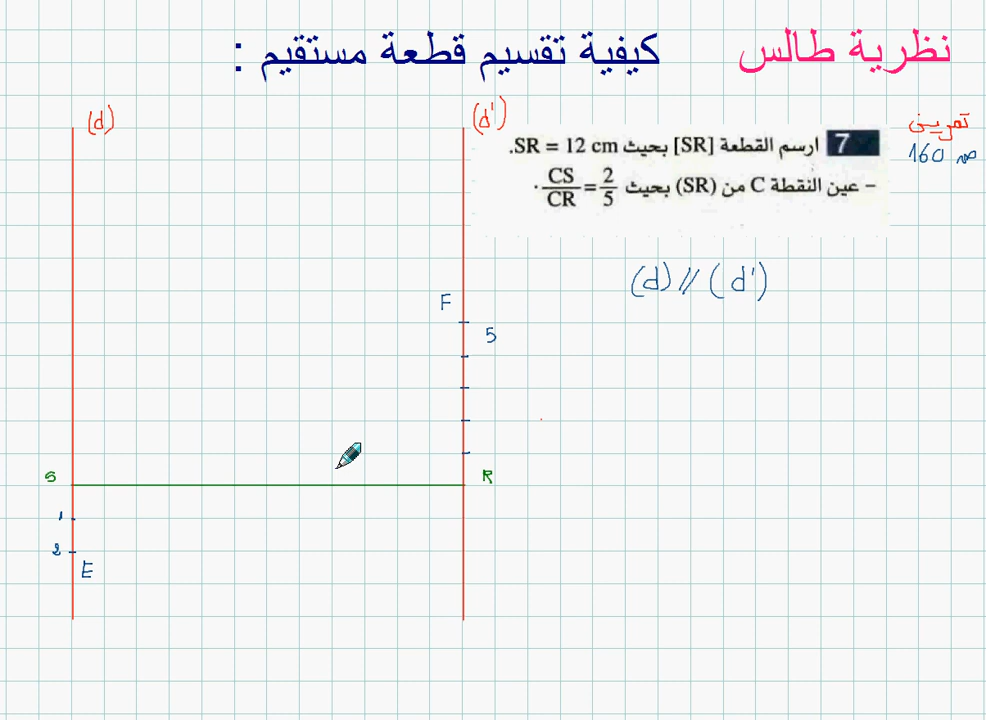 نظرية طالس
كيفية تقسيم قطعة مستقيم :
تمرين 7 ص 160
ارسم القطعة [SR] بحيث SR = 12 cm.
– عين النقطة C من (SR) بحيث CS/CR = 2/5.
(d) // (d')
(d)
(d')
F
5
S
R
1
2
E